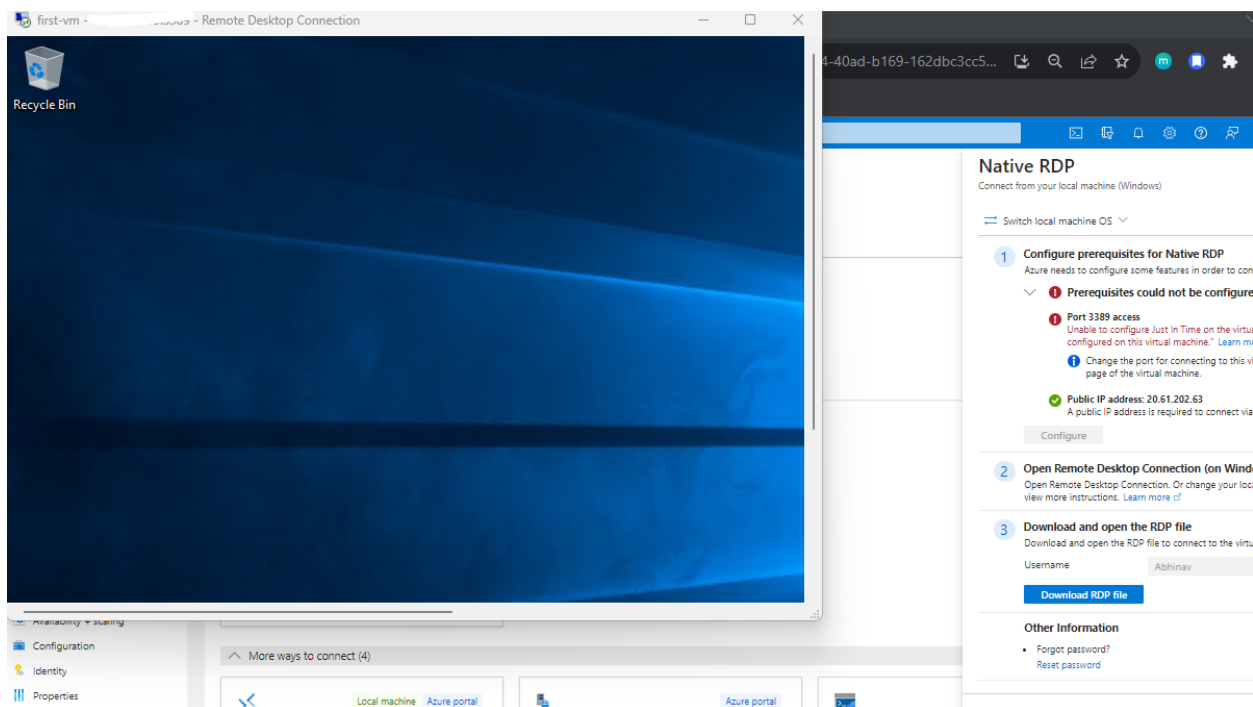 first-vm - - Remote Desktop Connection
Recycle Bin
4-40ad-b169-162dbc3cc5...
m
Native RDP
Connect from your local machine (Windows)
Switch local machine OS
1
Configure prerequisites for Native RDP
Azure needs to configure some features in order to con
Prerequisites could not be configure
Port 3389 access
Unable to configure Just In Time on the virtua
configured on this virtual machine." Learn mo
Change the port for connecting to this vi
page of the virtual machine.
Public IP address: 20.61.202.63
A public IP address is required to connect via
Configure
2
Open Remote Desktop Connection (on Wind
Open Remote Desktop Connection. Or change your loca
view more instructions. Learn more
3
Download and open the RDP file
Download and open the RDP file to connect to the virtu
Username
Abhinav
Download RDP file
Other Information
Forgot password?
Reset password
Availability + scaling
Configuration
Identity
Properties
More ways to connect (4)
Local machine Azure portal
Azure portal